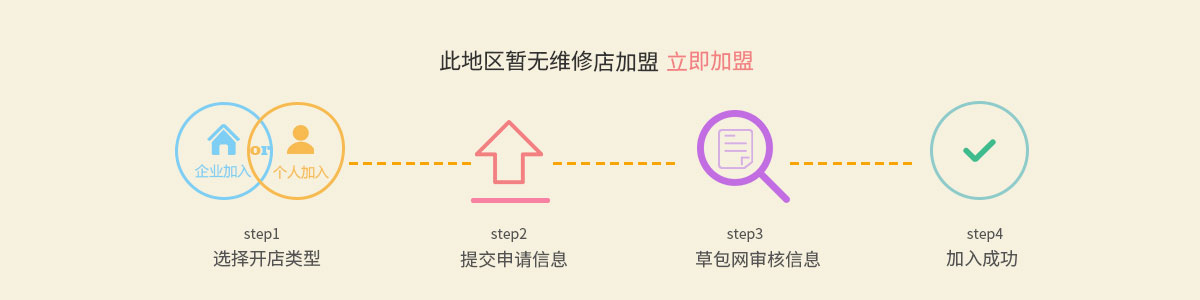 此地区暂无维修店加盟 立即加盟
企业加入 or 个人加入
step1
选择开店类型
step2
提交申请信息
step3
草包网审核信息
step4
加入成功